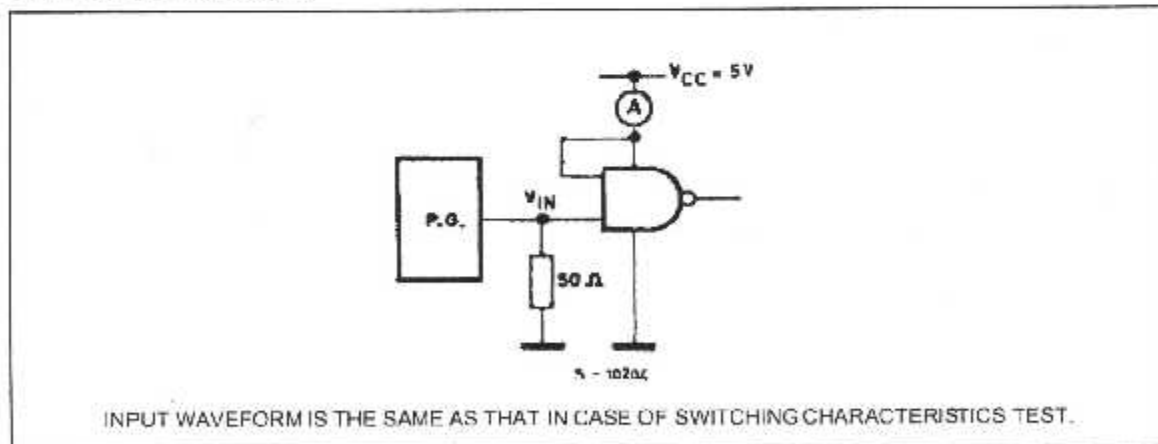 VCC = 5V
A
VIN
P.G.
50 Ω
INPUT WAVEFORM IS THE SAME AS THAT IN CASE OF SWITCHING CHARACTERISTICS TEST.